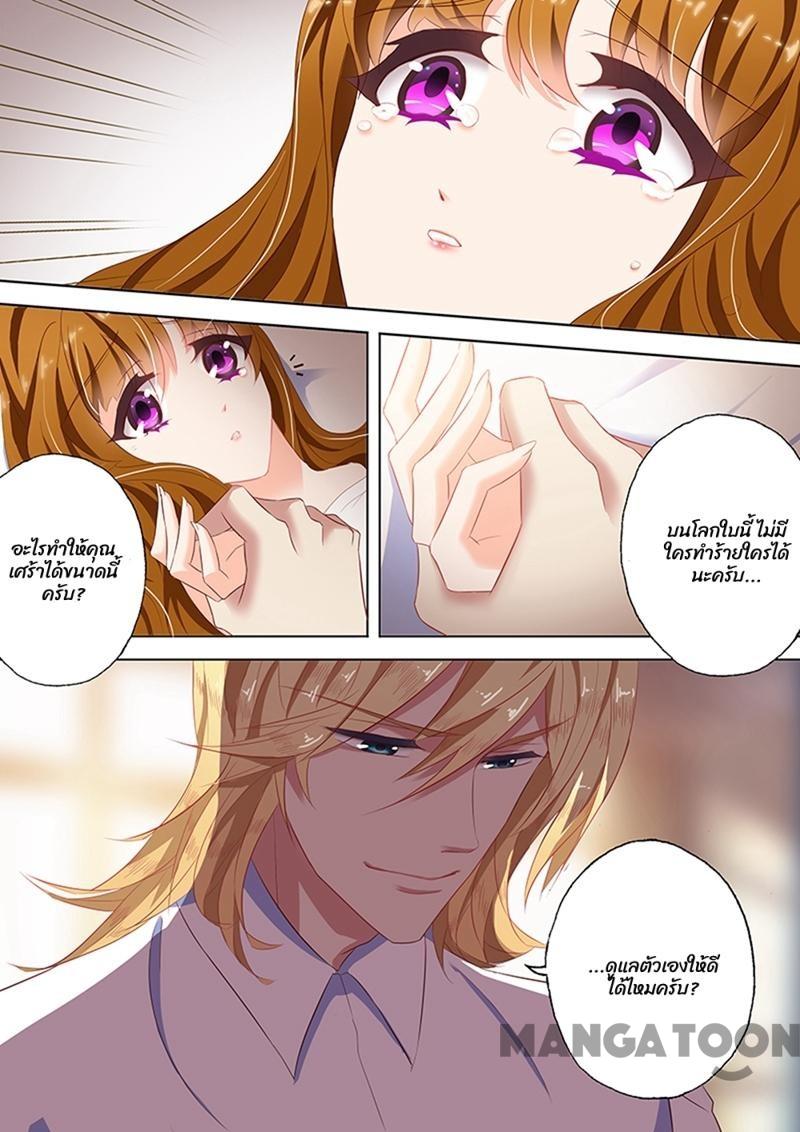 อะไรทำให้คุณ
เศร้าได้ขนาดนี้
ครับ?
บนโลกใบนี้ ไม่มี
ใครทำร้ายใครได้
นะครับ...
...ดูแลตัวเองให้ดี
ได้ไหมครับ?
MANGATOON